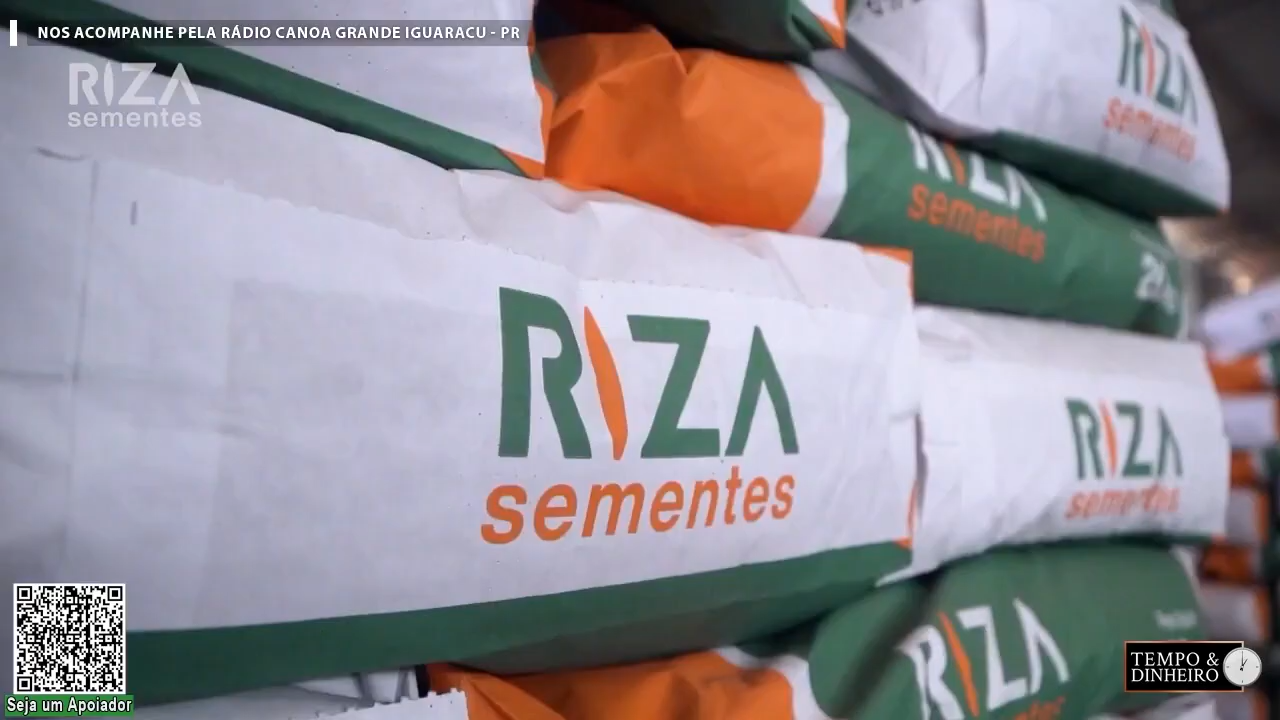 NOS ACOMPANHE PELA RÁDIO CANOA GRANDE IGUARACU - PR
RIZA
sementes
RIZA
sementes
RIZA
sementes
RIZA
sementes
RIZA
sementes
RIZA
sementes
Seja um Apoiador
TEMPO &
DINHEIRO